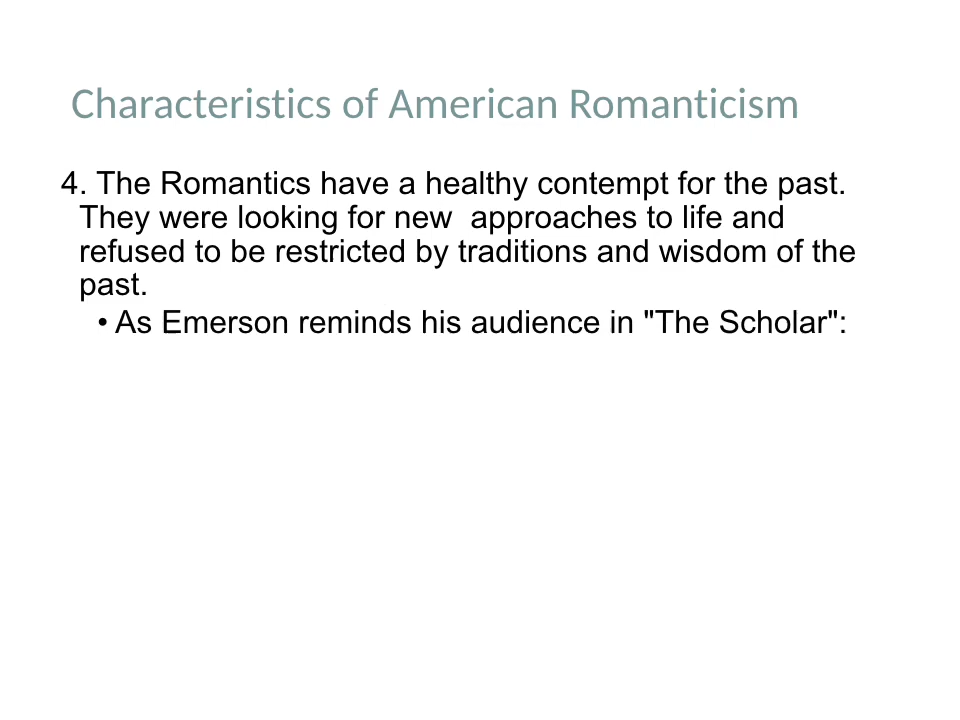 Characteristics of American Romanticism
4. The Romantics have a healthy contempt for the past.
They were looking for new  approaches to life and
refused to be restricted by traditions and wisdom of the
past.
• As Emerson reminds his audience in "The Scholar":